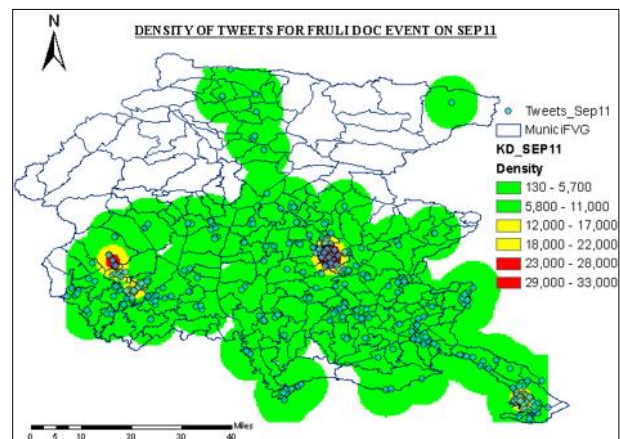 N
DENSITY OF TWEETS FOR FRULI DOC EVENT ON SEP11
Tweets_Sep11
MuniciFVG
KD_SEP11
Density
130 - 5,700
5,800 - 11,000
12,000 - 17,000
18,000 - 22,000
23,000 - 28,000
29,000 - 33,000
Miles
0 5 10 20 30 40